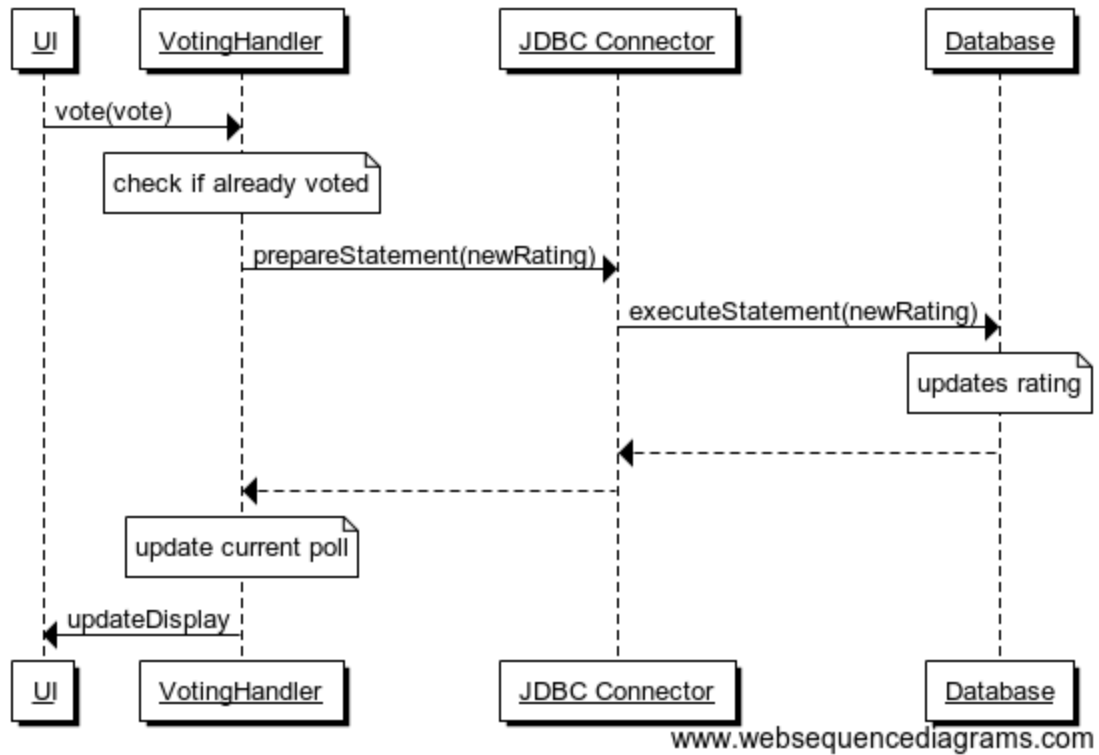 UI
VotingHandler
JDBC Connector
Database
vote(vote)
check if already voted
prepareStatement(newRating)
executeStatement(newRating)
updates rating
update current poll
updateDisplay
UI
VotingHandler
JDBC Connector
Database
www.websequencediagrams.com